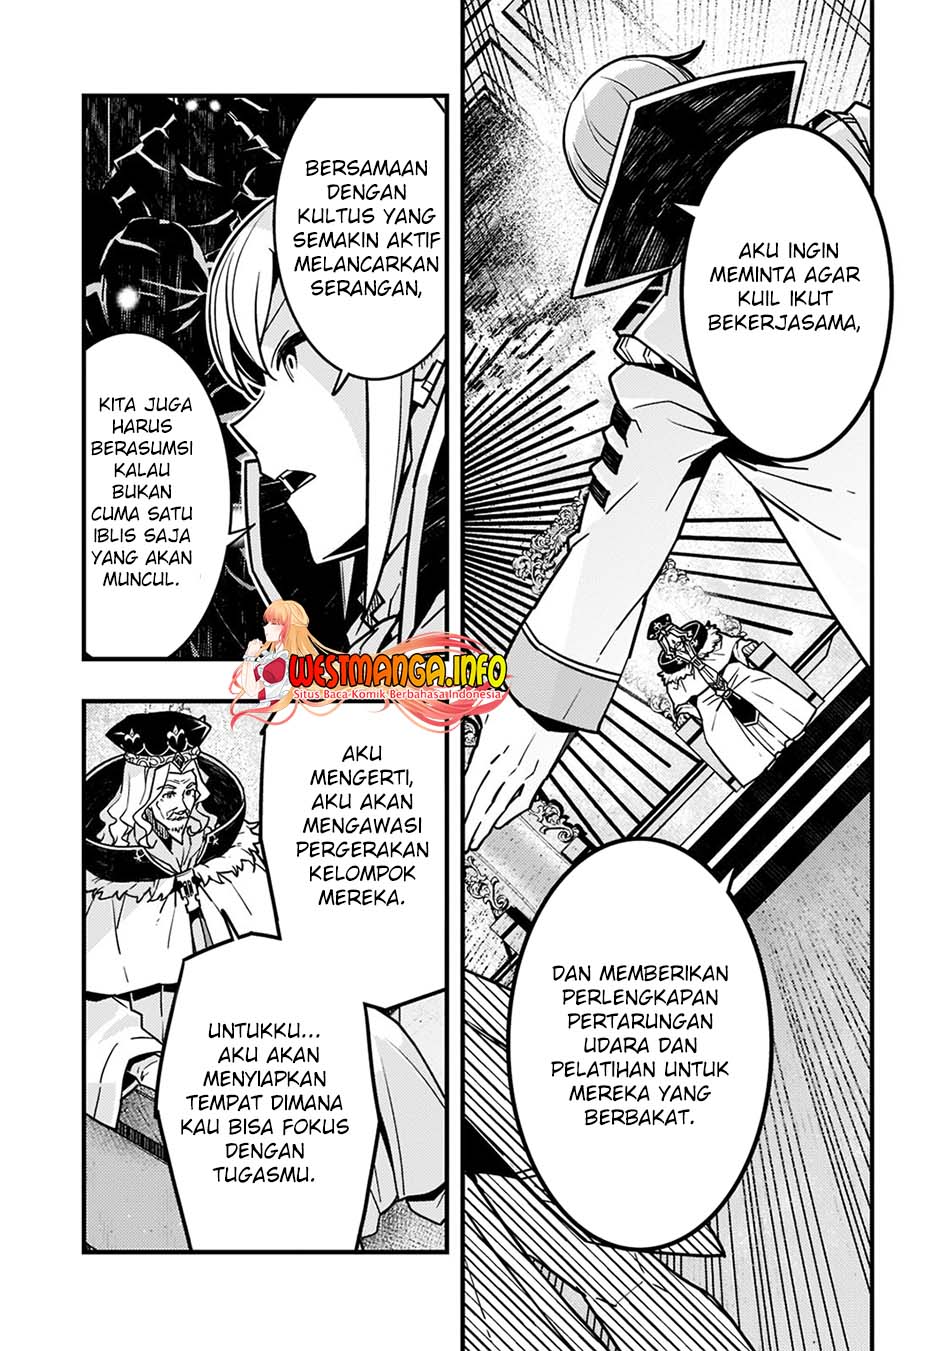 AKU INGIN
MEMINTA AGAR
KUIL IKUT
BEKERJASAMA,
DAN MEMBERIKAN
PERLENGKAPAN
PERTARUNGAN
UDARA DAN
PELATIHAN UNTUK
MEREKA YANG
BERBAKAT.
BERSAMAAN
DENGAN
KULTUS YANG
SEMAKIN AKTIF
MELANCARKAN
SERANGAN,
KITA JUGA
HARUS
BERASUMSI
KALAU
BUKAN
CUMA SATU
IBLIS SAJA
YANG AKAN
MUNCUL.
WESTMANGA.INFO
Situs Baca Komik Berbahasa Indonesia
AKU
MENGERTI,
AKU AKAN
MENGAWASI
PERGERAKAN
KELOMPOK
MEREKA.
UNTUKKU...
AKU AKAN
MENYIAPKAN
TEMPAT DIMANA
KAU BISA FOKUS
DENGAN
TUGASMU.